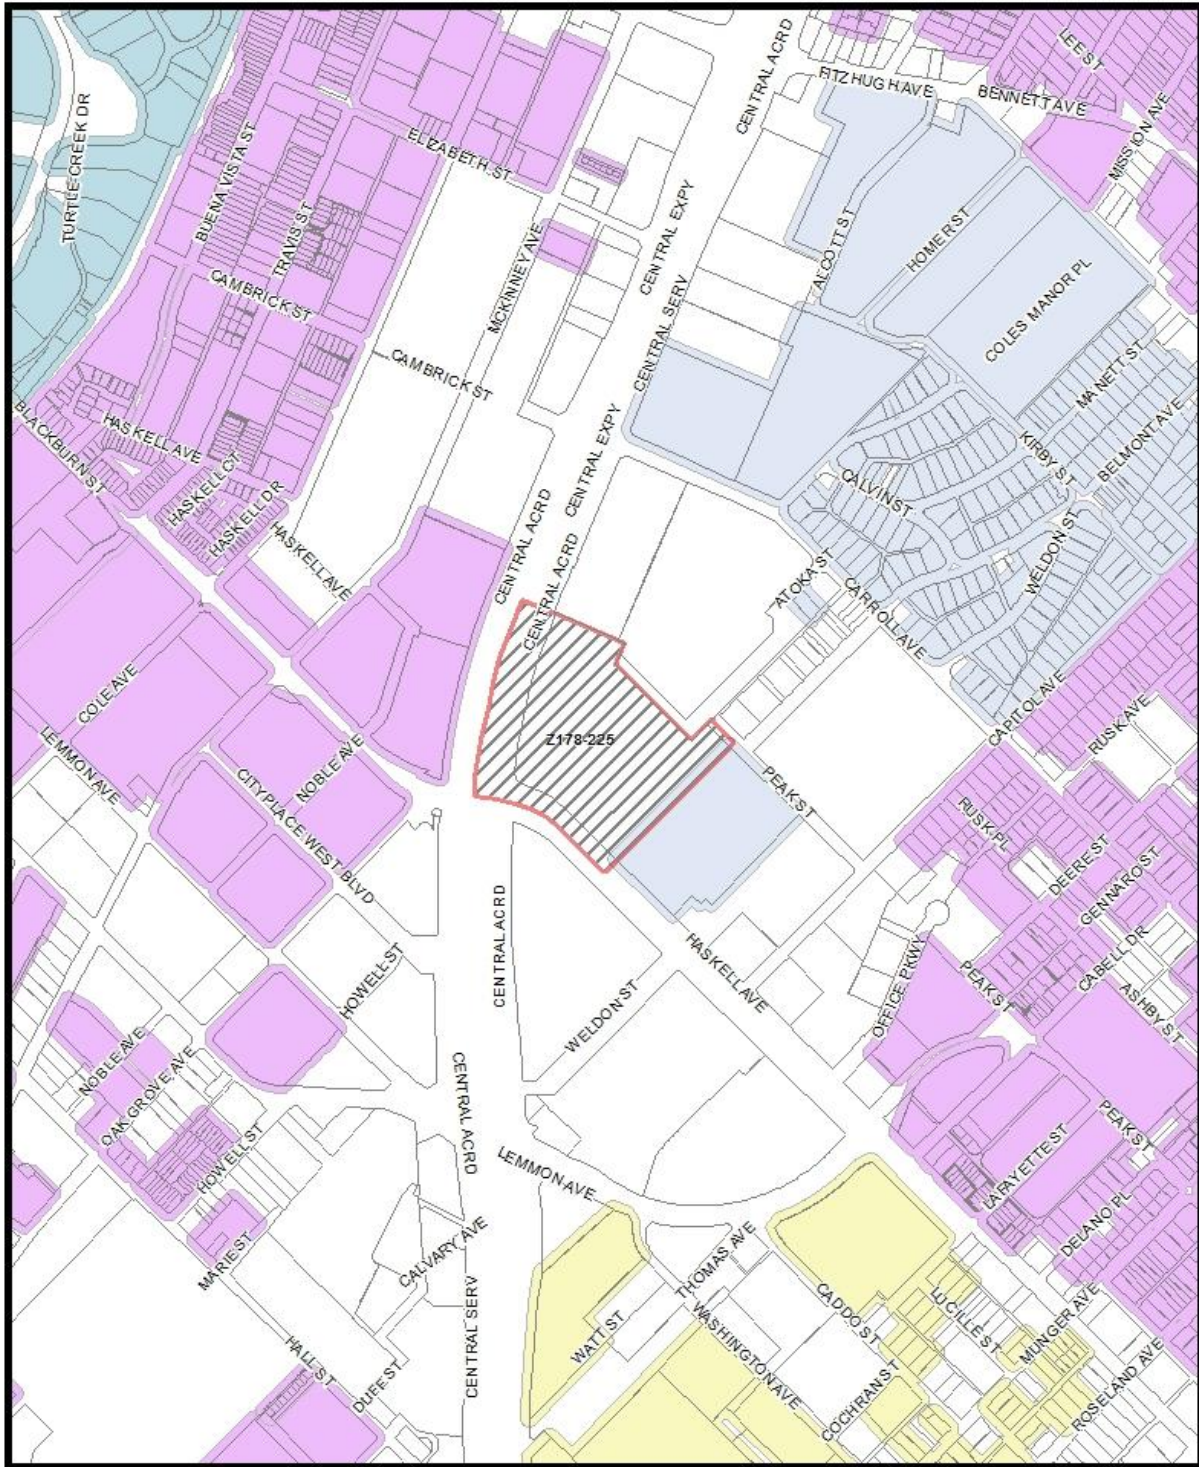 LEE ST
CENTRAL ACRD
FITZHUGH AVE
BENNETT AVE
MISSION AVE
TURTLE CREEK DR
BUENA VISTA ST
ELIZABETH ST
TRAVIS ST
CAMBRICK ST
MCKINNEY AVE
CENTRAL EXPY
CENTRAL SERV
ALCOTT ST
HOMER ST
COLES MANOR PL
MANETT ST
BELMONT AVE
KIRBY ST
CAMBRICK ST
BLACKBURN ST
HASKELL AVE
HASKELL CT
HASKELL DR
HASKELL AVE
CENTRAL EXPY
CENTRAL ACRD
CENTRAL ACRD
CALVIN ST
WELDON ST
ATOKA ST
CARROLL AVE
CAPITOL AVE
RUSK AVE
COLE AVE
LEMMON AVE
CITYPLACE WEST BLVD
NOBLE AVE
Z178-225
PEAK ST
RUSK PL
DEERE ST
GENNARO ST
CABELL DR
ASHBY ST
HOWELL ST
CENTRAL ACRD
HASKELL AVE
WELDON ST
OFFICE PKWY
PEAK ST
NOBLE AVE
OAK GROVE AVE
HOWELL ST
CENTRAL ACRD
LEMMON AVE
PEAK ST
LAFAYETTE ST
DELANO PL
MARIE ST
CALVARY AVE
CENTRAL SERV
THOMAS AVE
WATT ST
WASHINGTON AVE
CADDO ST
LUCILLE ST
MUNGER AVE
ROSELAND AVE
COCHRAN ST
HALL ST
DUFF ST